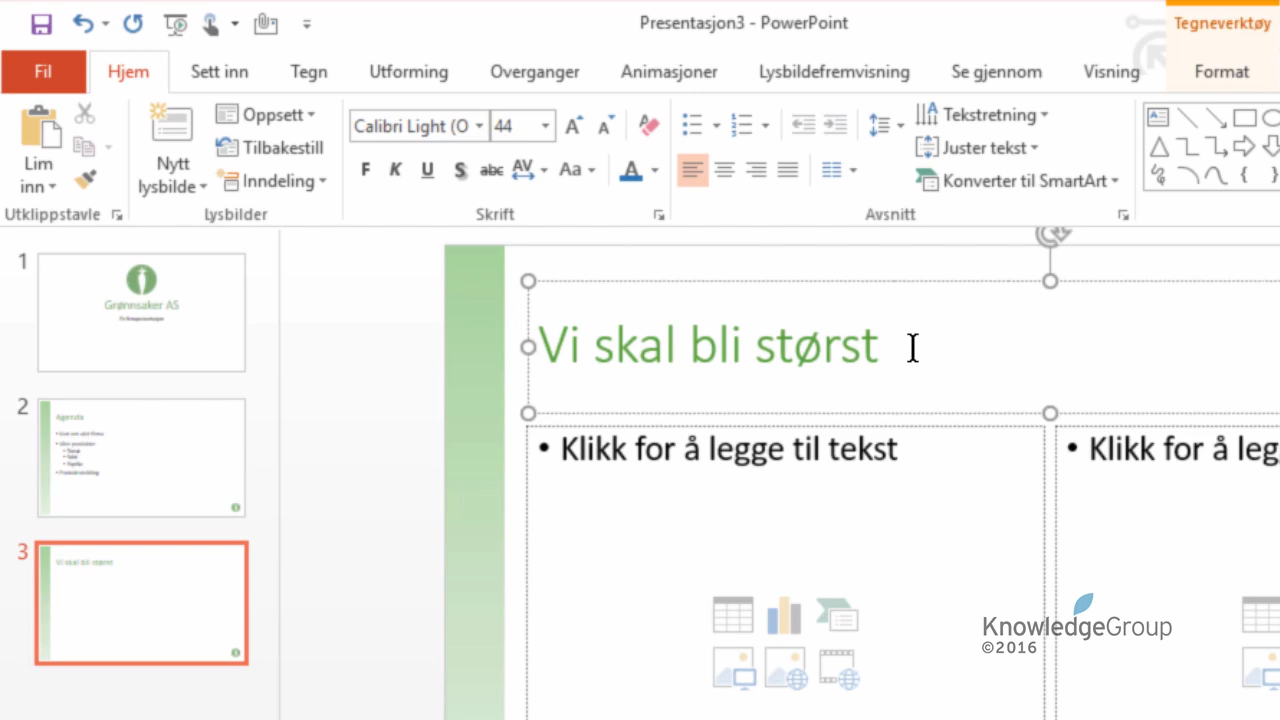 Presentasjon3 - PowerPoint
Tegneverktøy
Fil Hjem Sett inn Tegn Utforming Overganger Animasjoner Lysbildefremvisning Se gjennom Visning Format
Lim inn
Utklippstavle
Nytt lysbilde
Oppsett
Tilbakestill
Inndeling
Lysbilder
Calibri Light (O 44
F K U S abc AV Aa A
Skrift
Tekstretning
Juster tekst
Konverter til SmartArt
Avsnitt
1
Grønnsaker AS
2
Agenda
3
Vi skal bli størst
Vi skal bli størst
• Klikk for å legge til tekst
• Klikk for å leg
KnowledgeGroup
©2016